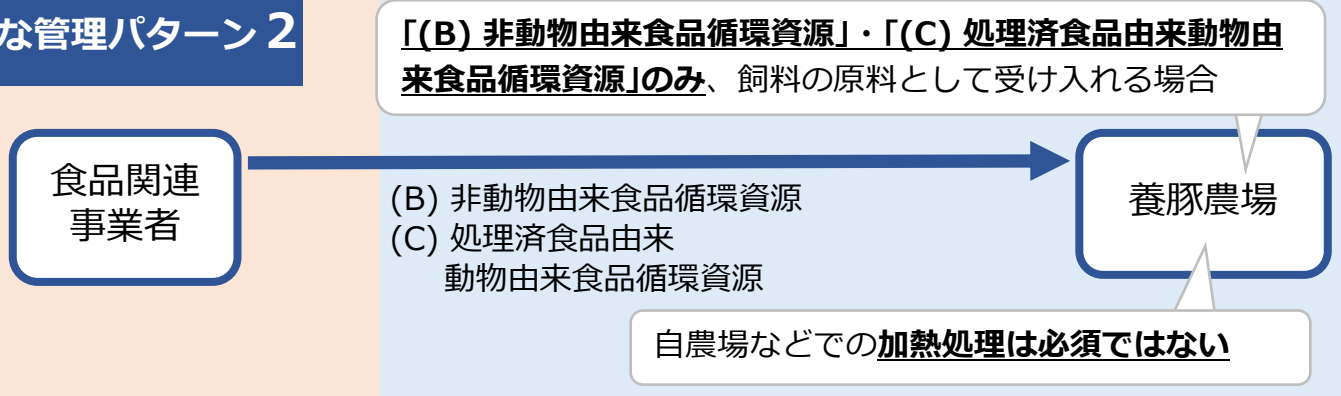 な管理パターン 2
「(B) 非動物由来食品循環資源」・「(C) 処理済食品由来動物由
来食品循環資源」のみ、飼料の原料として受け入れる場合
食品関連
事業者
(B) 非動物由来食品循環資源
(C) 処理済食品由来
動物由来食品循環資源
養豚農場
自農場などでの加熱処理は必須ではない